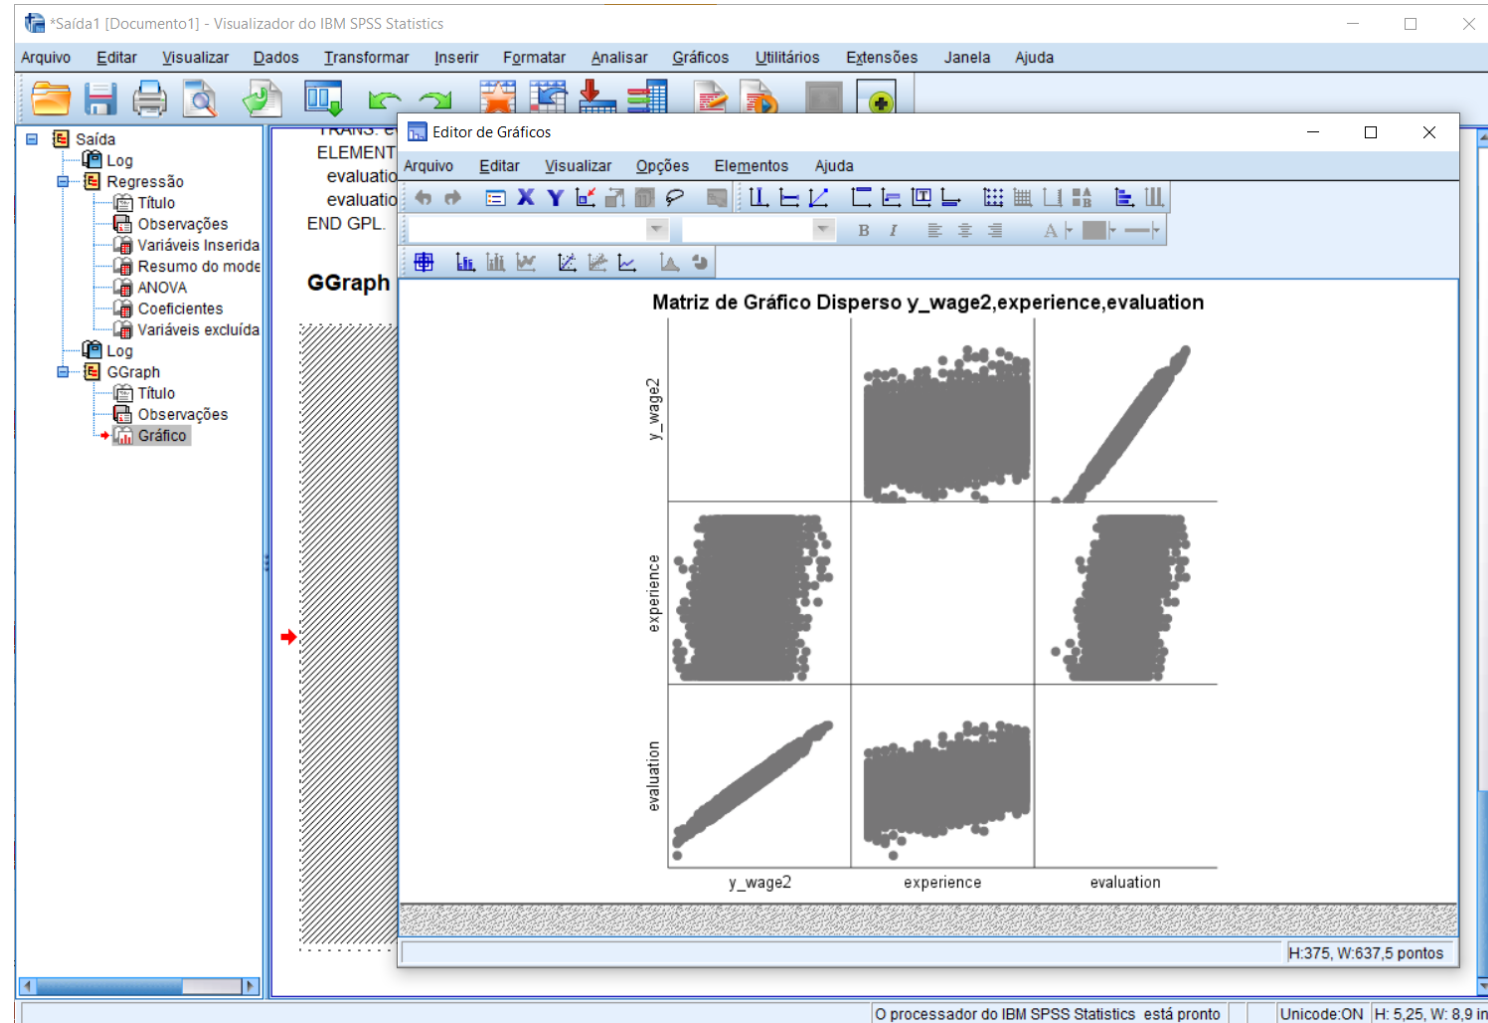 *Saída1 [Documento1] - Visualizador do IBM SPSS Statistics
Arquivo Editar Visualizar Dados Transformar Inserir Formatar Analisar Gráficos Utilitários Extensões Janela Ajuda
Saída
Log
Regressão
Título
Observações
Variáveis Inserida
Resumo do mode
ANOVA
Coeficientes
Variáveis excluída
Log
GGraph
Título
Observações
Gráfico
TRANS: e
ELEMENT
evaluatio
evaluatio
END GPL.
GGraph
Editor de Gráficos
Arquivo Editar Visualizar Opções Elementos Ajuda
B I A
Matriz de Gráfico Disperso y_wage2,experience,evaluation
y_wage2
experience
evaluation
y_wage2 experience evaluation
H:375, W:637,5 pontos
O processador do IBM SPSS Statistics está pronto Unicode:ON H: 5,25, W: 8,9 in